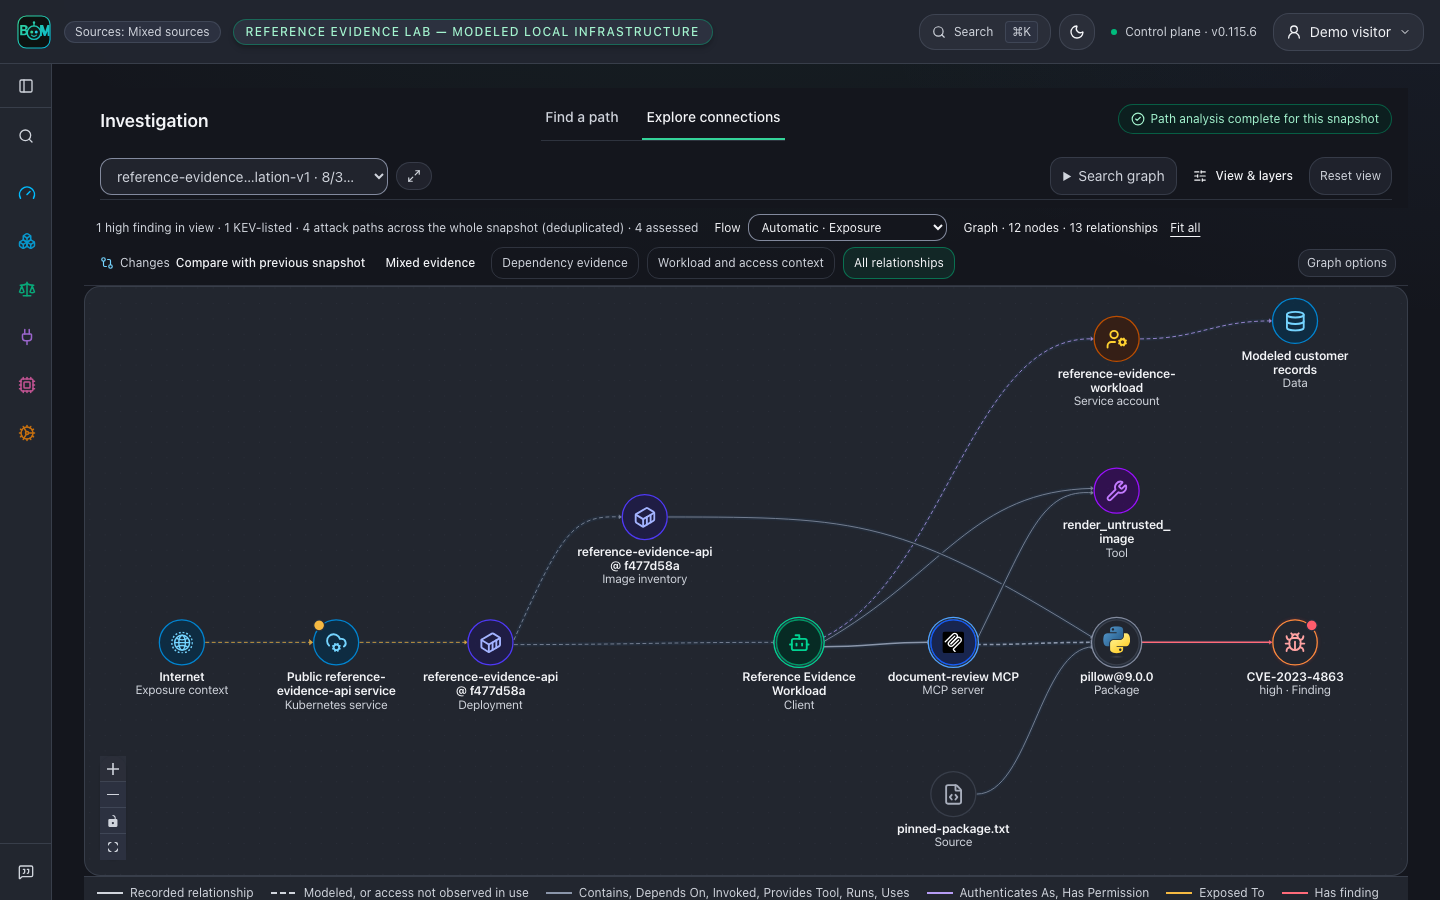 BOM
Sources: Mixed sources
REFERENCE EVIDENCE LAB — MODELED LOCAL INFRASTRUCTURE
Search
⌘K
Control plane · v0.115.6
Demo visitor
Investigation
Find a path
Explore connections
Path analysis complete for this snapshot
reference-evidence...lation-v1 · 8/3...
Search graph
View & layers
Reset view
1 high finding in view · 1 KEV-listed · 4 attack paths across the whole snapshot (deduplicated) · 4 assessed
Flow
Automatic · Exposure
Graph · 12 nodes · 13 relationships
Fit all
Changes
Compare with previous snapshot
Mixed evidence
Dependency evidence
Workload and access context
All relationships
Graph options
Modeled customer
records
Data
reference-evidence-
workload
Service account
render_untrusted_
image
Tool
reference-evidence-api
@ f477d58a
Image inventory
Internet
Exposure context
Public reference-
evidence-api service
Kubernetes service
reference-evidence-api
@ f477d58a
Deployment
Reference Evidence
Workload
Client
document-review MCP
MCP server
pillow@9.0.0
Package
CVE-2023-4863
high · Finding
pinned-package.txt
Source
Recorded relationship
Modeled, or access not observed in use
Contains, Depends On, Invoked, Provides Tool, Runs, Uses
Authenticates As, Has Permission
Exposed To
Has finding